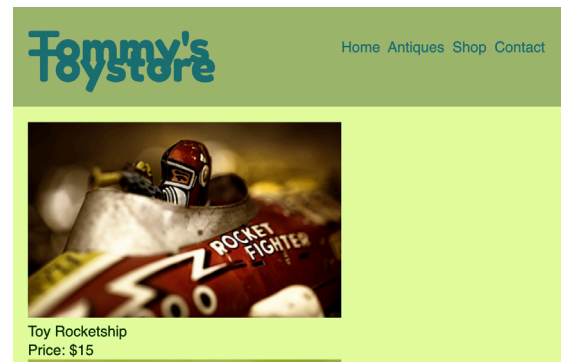 Tommy's
Toystore
Home Antiques Shop Contact
ROCKET
FIGHTER
Toy Rocketship
Price: $15